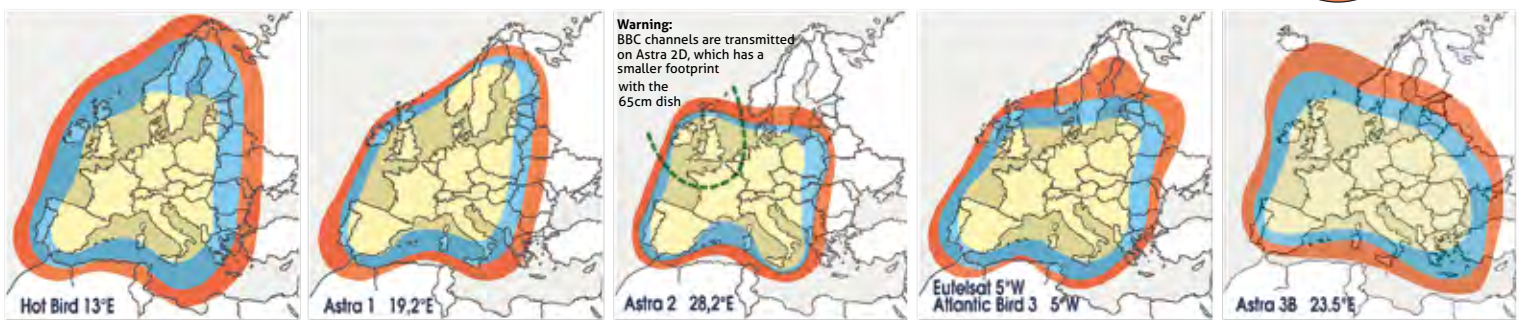 Hot Bird 13°E
Astra 1 19,2°E
Warning:
BBC channels are transmitted
on Astra 2D, which has a
smaller footprint
with the
65cm dish
Astra 2 28,2°E
Eutelsat 5°W
Atlantic Bird 3 5°W
Astra 3B 23.5°E